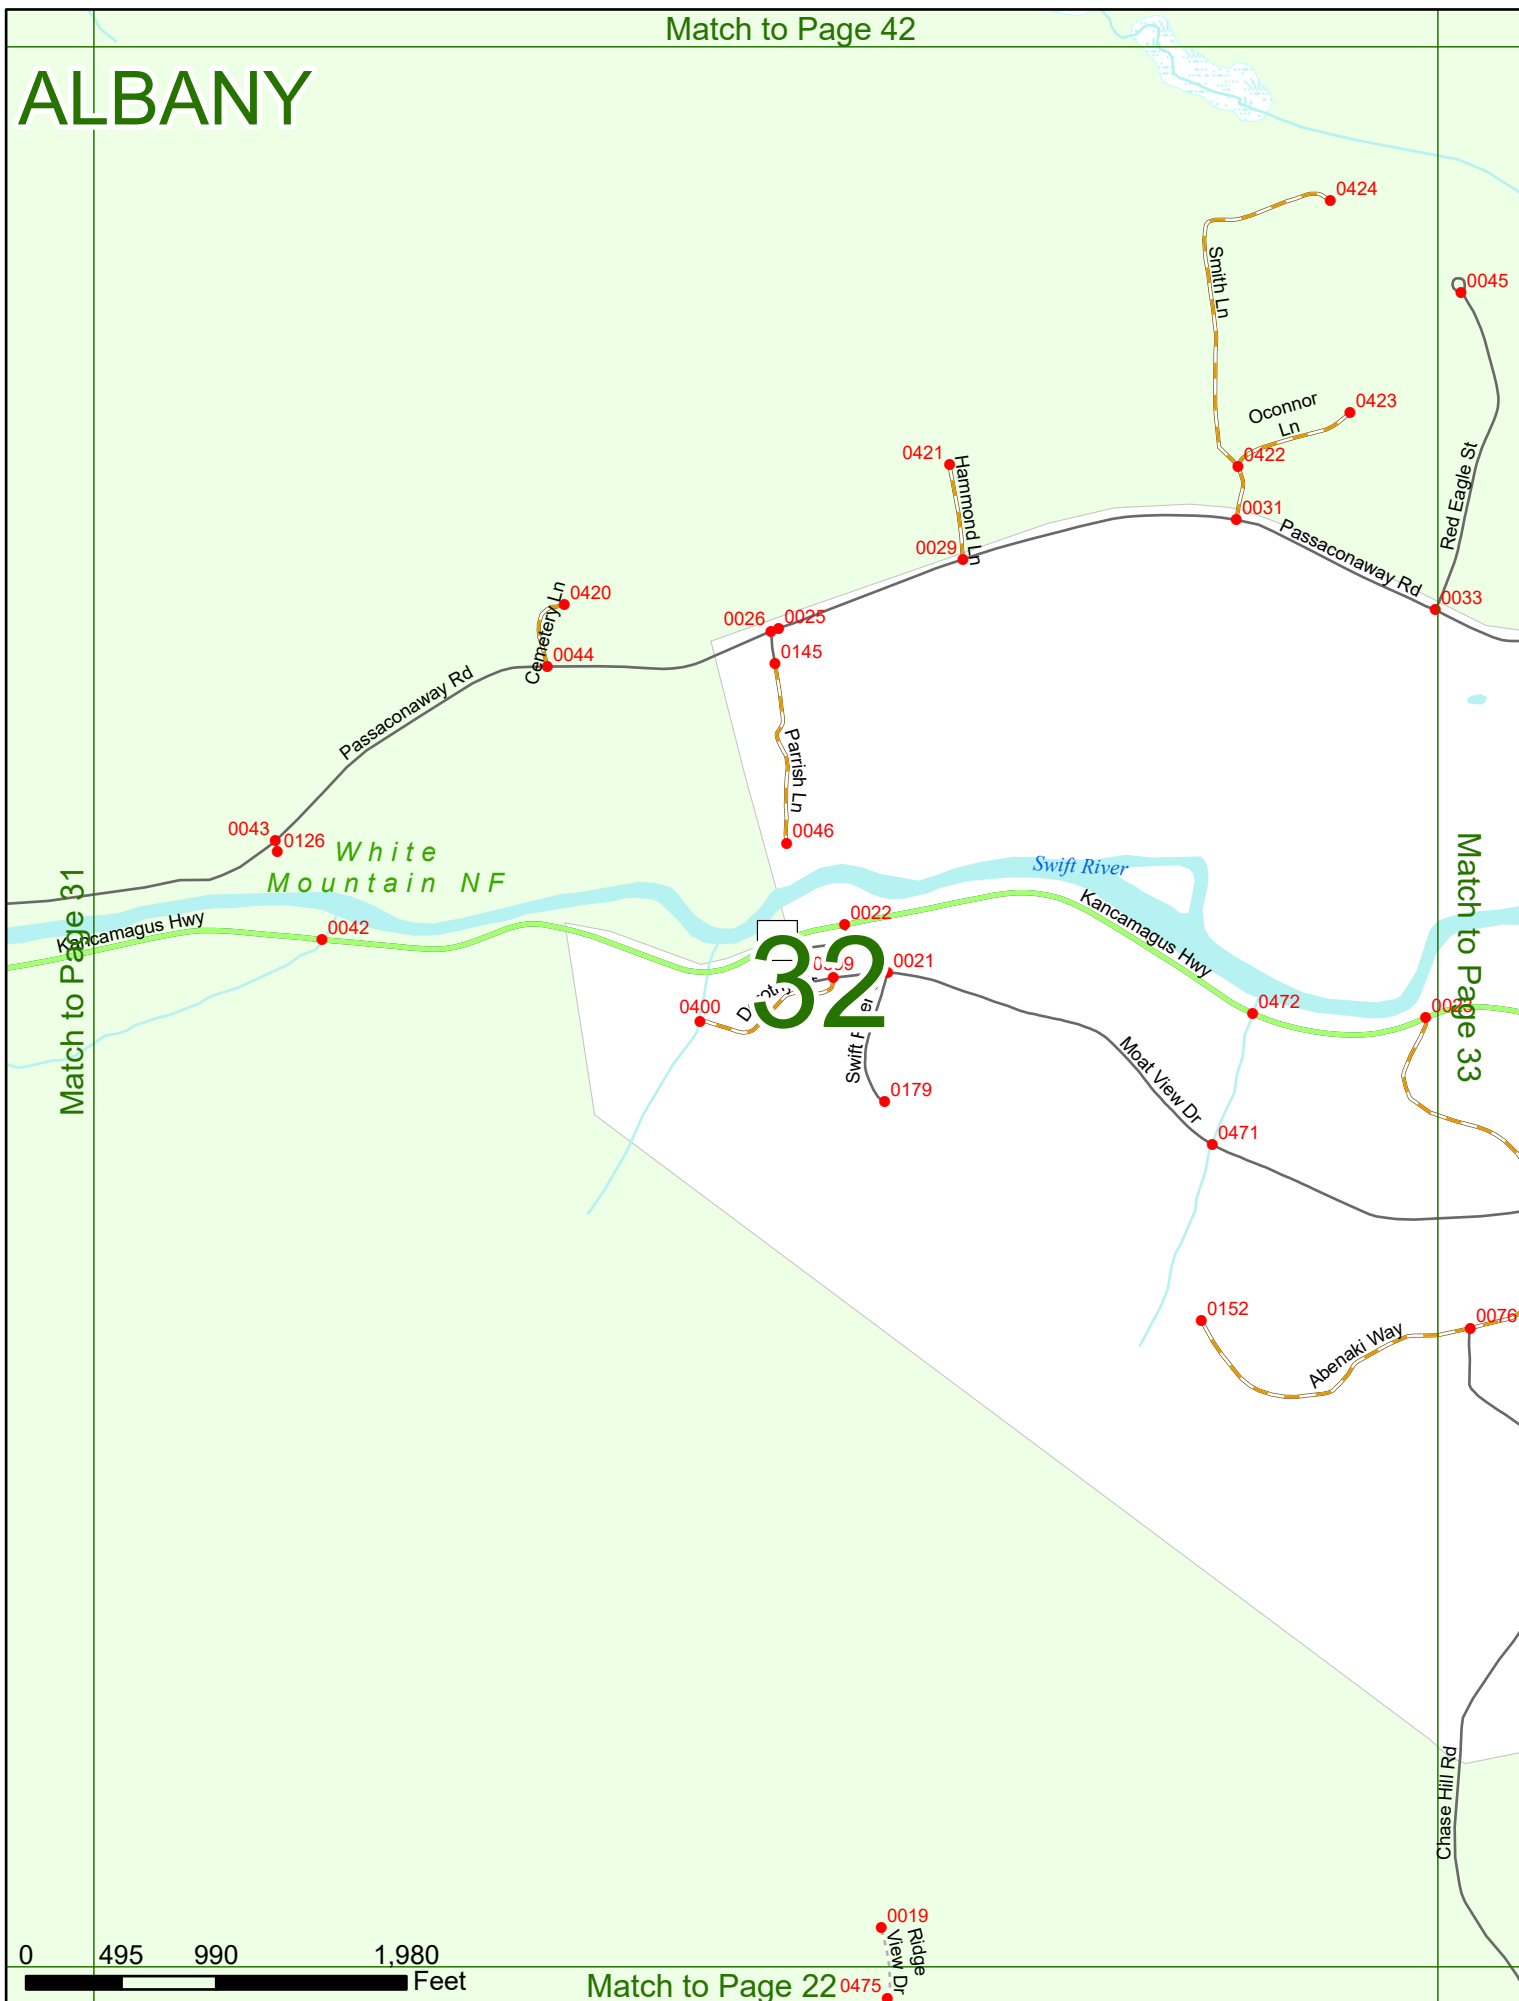 Match to Page 42
ALBANY
0424
Smith Ln
0045
Oconnor
Ln
0423
0421
Hammond Ln
0422
Red Eagle St
0031
0029
Passaconaway Rd
0420
Cemetery Ln
0033
0026
0025
0044
0145
Passaconaway Rd
Parrish Ln
0043
0126
0046
White
Mountain NF
Swift River
Match to Page 31
Match to Page 33
Kancamagus Hwy
0042
0022
Kancamagus Hwy
32
0021
0400
0472
0023
Swift
Moat View Dr
0179
0471
0152
0076
Abenaki Way
Chase Hill Rd
0019
Ridge
View Dr
0475
0 495 990 1,980
Feet
Match to Page 22